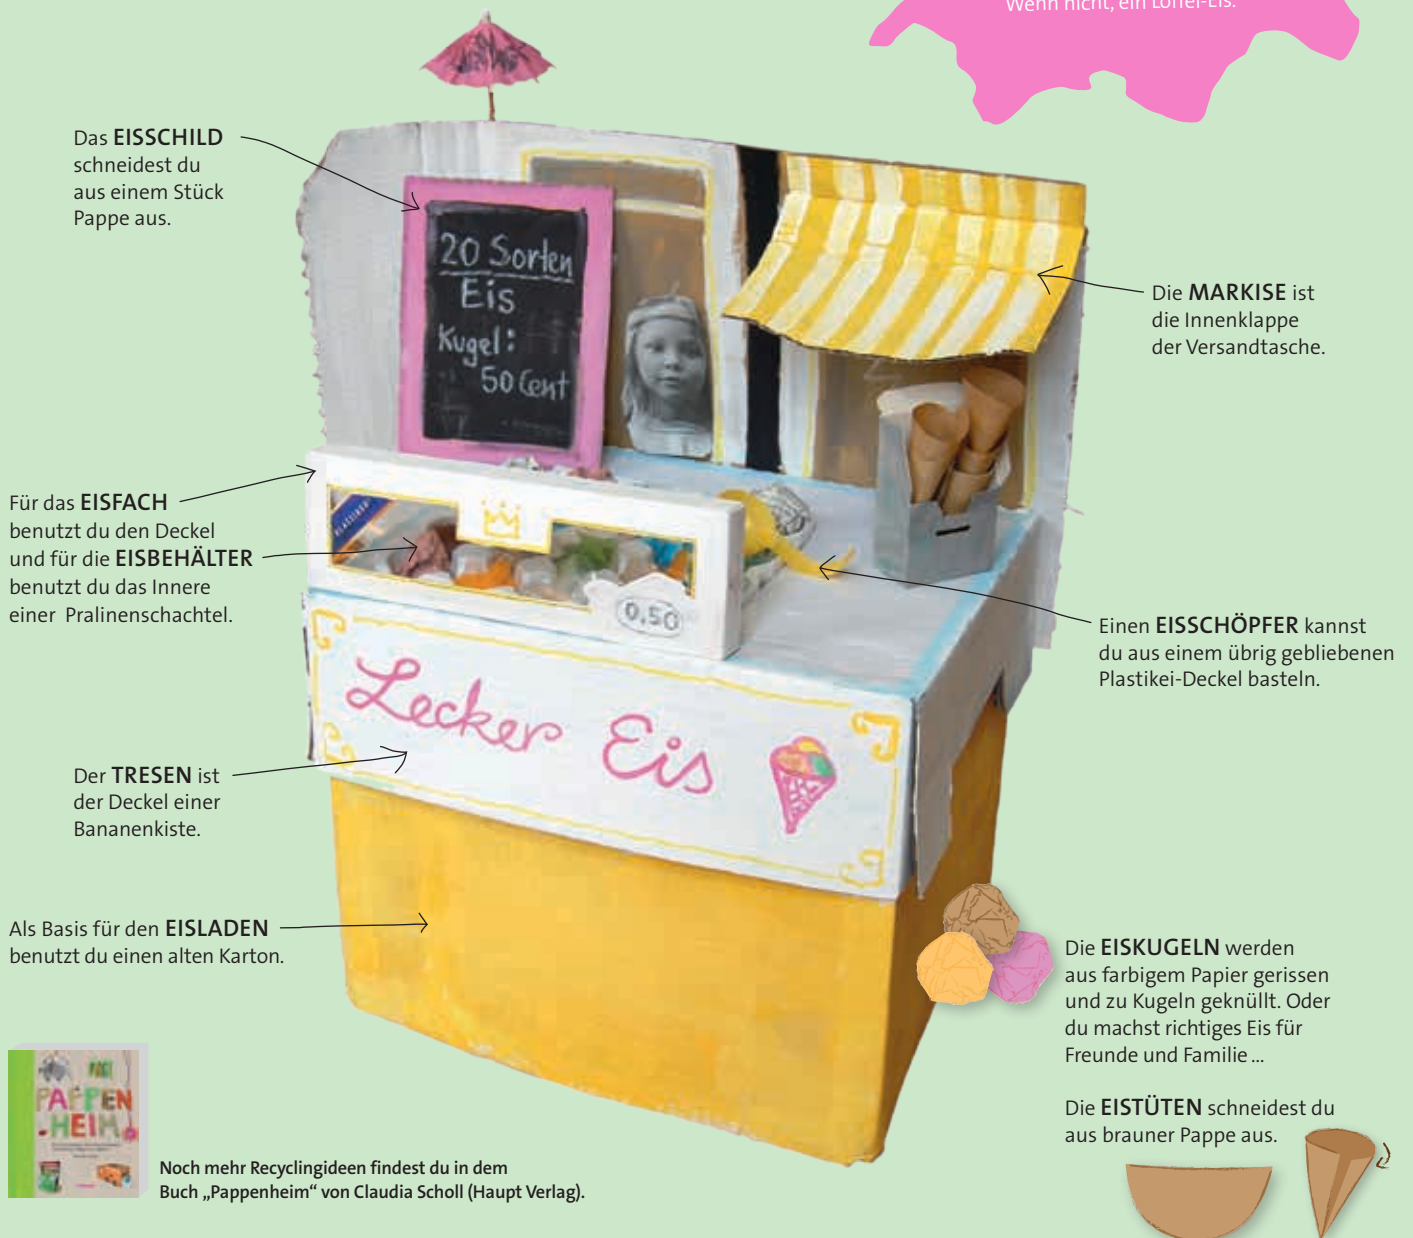 Wenn nicht, ein Löffel-Eis.
Das EISSCHILD
schneidest du
aus einem Stück
Pappe aus.
20 Sorten
Eis
Kugel:
50 Cent
Die MARKISE ist
die Innenklappe
der Versandtasche.
Für das EISFACH
benutzt du den Deckel
und für die EISBEHÄLTER
benutzt du das Innere
einer Pralinenschachtel.
KLASSIKER
0,50
Einen EISSCHÖPFER kannst
du aus einem übrig gebliebenen
Plastikei-Deckel basteln.
Lecker Eis
Der TRESEN ist
der Deckel einer
Bananenkiste.
Als Basis für den EISLADEN
benutzt du einen alten Karton.
Die EISKUGELN werden
aus farbigem Papier gerissen
und zu Kugeln geknüllt. Oder
du machst richtiges Eis für
Freunde und Familie ...
Die EISTÜTEN schneidest du
aus brauner Pappe aus.
PAPPEN
HEIM
Noch mehr Recyclingideen findest du in dem
Buch „Pappenheim“ von Claudia Scholl (Haupt Verlag).